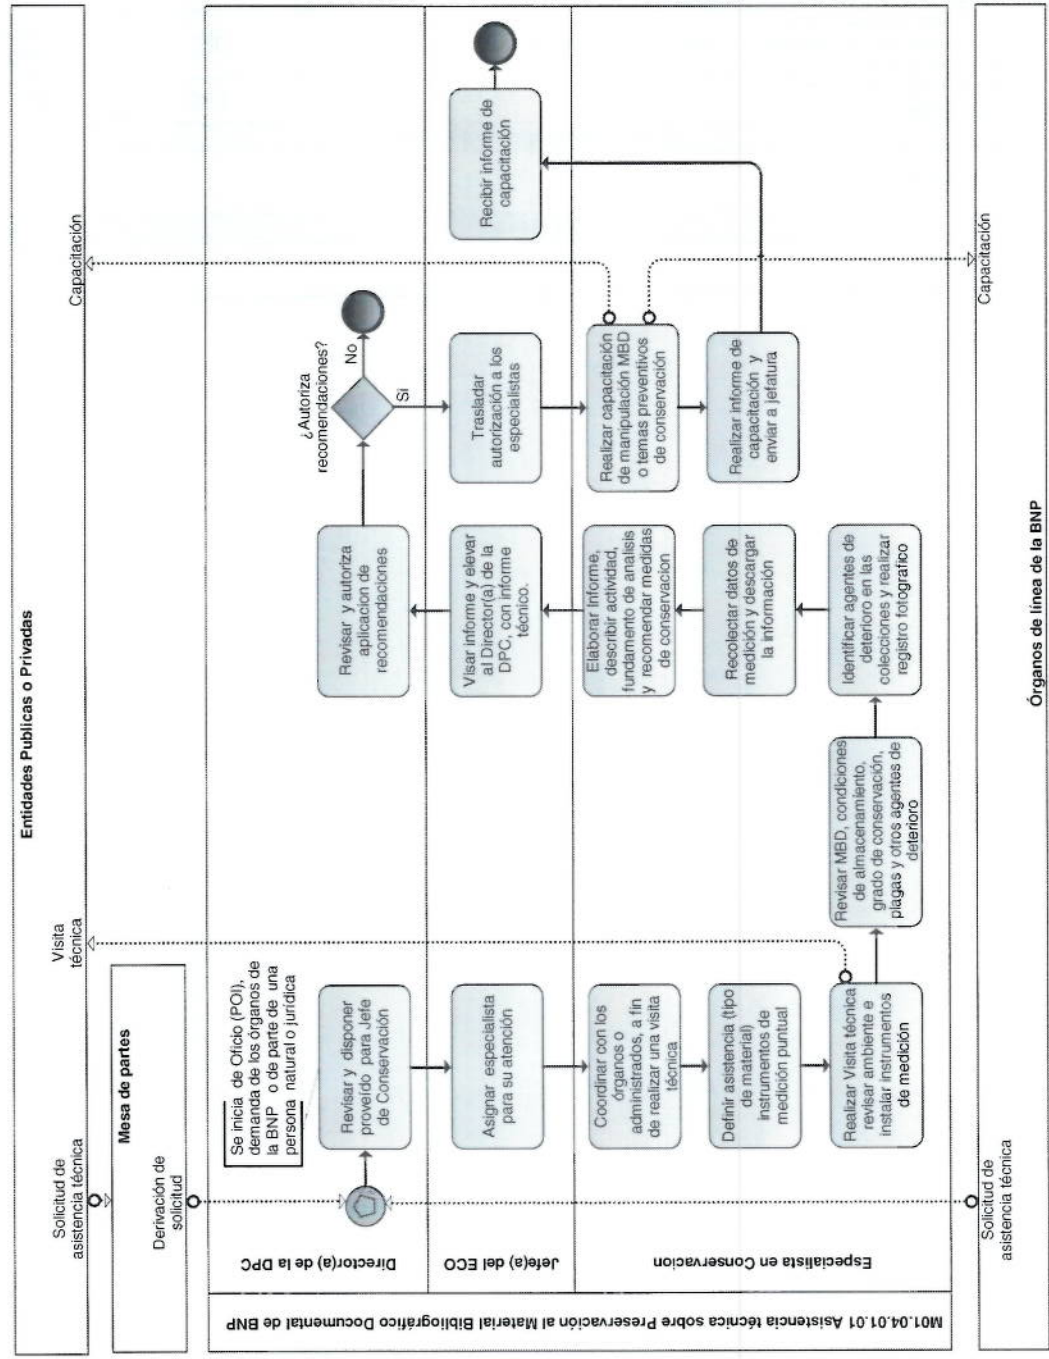 Entidades Publicas o Privadas
Solicitud de
asistencia técnica
Visita
técnica
Capacitación
Mesa de partes
Derivación de
solicitud
M01.04.01.01.01 Asistencia técnica sobre Preservación al Material Bibliográfico Documental de BNP
Director(a) de la DPC
Jefe(a) del ECO
Especialista en Conservacion
Se inicia de Oficio (POI),
demanda de los órganos de
la BNP o de parte de una
persona natural o jurídica
Revisar y disponer
proveído para Jefe
de Conservación
Asignar especialista
para su atención
Coordinar con los
órganos o
administrados, a fin
de realizar una visita
técnica
Definir asistencia (tipo
de material)
instrumentos de
medición puntual
Realizar Visita técnica
revisar ambiente e
instalar instrumentos
de medición
Revisar MBD, condiciones
de almacenamiento,
grado de conservación,
plagas y otros agentes de
deterioro
Identificar agentes de
deterioro en las
colecciones y realizar
registro fotografico
Recolectar datos de
medición y descargar
la información
Elaborar Informe,
describir actividad,
fundamento de analisis
y recomendar medidas
de conservacion
Visar informe y elevar
al Director(a) de la
DPC, con informe
técnico.
Revisar y autoriza
aplicacion de
recomendaciones
¿Autoriza
recomendaciones?
No
Si
Trasladar
autorización a los
especialistas
Realizar capacitación
de manipulación MBD
o temas preventivos
de conservación
Realizar informe de
capacitación y
enviar a jefatura
Recibir informe de
capacitación
Solicitud de
asistencia técnica
Capacitación
Órganos de línea de la BNP